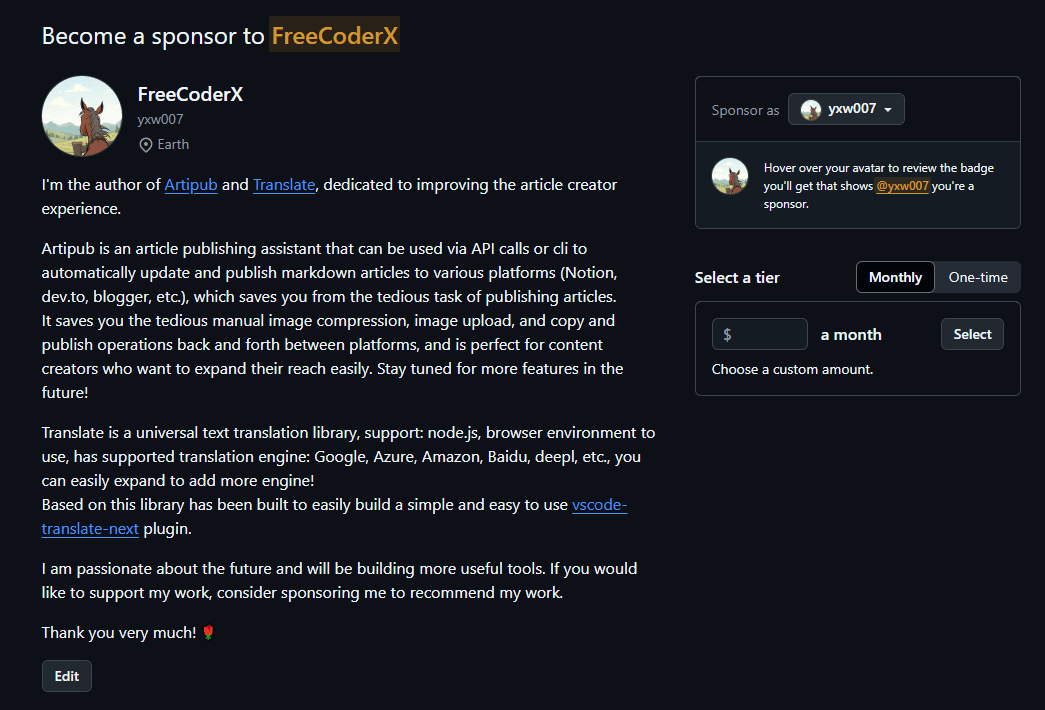 Become a sponsor to FreeCoderX
FreeCoderX
yxw007
Earth
I'm the author of Artipub and Translate, dedicated to improving the article creator
experience.
Artipub is an article publishing assistant that can be used via API calls or cli to
automatically update and publish markdown articles to various platforms (Notion,
dev.to, blogger, etc.), which saves you from the tedious task of publishing articles.
It saves you the tedious manual image compression, image upload, and copy and
publish operations back and forth between platforms, and is perfect for content
creators who want to expand their reach easily. Stay tuned for more features in the
future!
Translate is a universal text translation library, support: node.js, browser environment to
use, has supported translation engine: Google, Azure, Amazon, Baidu, deepl, etc., you
can easily expand to add more engine!
Based on this library has been built to easily build a simple and easy to use vscode-
translate-next plugin.
I am passionate about the future and will be building more useful tools. If you would
like to support my work, consider sponsoring me to recommend my work.
Thank you very much! 🌹
Edit
Sponsor as yxw007
Hover over your avatar to review the badge
you'll get that shows @yxw007 you're a
sponsor.
Select a tier Monthly One-time
$ a month Select
Choose a custom amount.